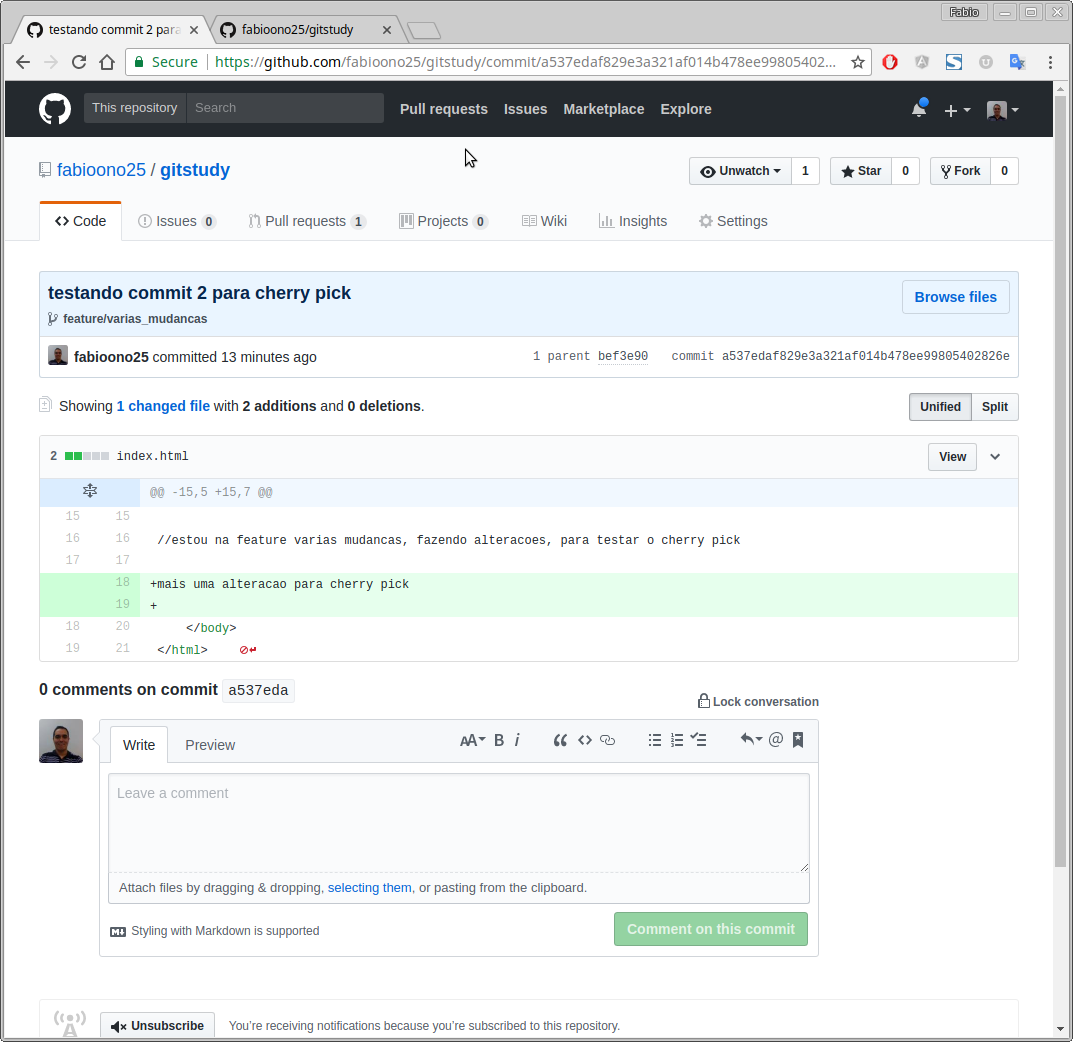 Fabio
testando commit 2 para
fabioono25/gitstudy
Secure https://github.com/fabioono25/gitstudy/commit/a537edaf829e3a321af014b478ee99805402...
This repository Search Pull requests Issues Marketplace Explore
fabioono25 / gitstudy
Unwatch 1 Star 0 Fork 0
Code Issues 0 Pull requests 1 Projects 0 Wiki Insights Settings
testando commit 2 para cherry pick
Browse files
feature/varias_mudancas
fabioono25 committed 13 minutes ago 1 parent bef3e90 commit a537edaf829e3a321af014b478ee99805402826e
Showing 1 changed file with 2 additions and 0 deletions.
Unified Split
2 index.html View
@@ -15,5 +15,7 @@
15 15
16 16 //estou na feature varias mudancas, fazendo alteracoes, para testar o cherry pick
17 17
18 +mais uma alteracao para cherry pick
19 +
18 20 </body>
19 21 </html>
0 comments on commit a537eda
Lock conversation
Write Preview AA B i
Leave a comment
Attach files by dragging & dropping, selecting them, or pasting from the clipboard.
Styling with Markdown is supported
Comment on this commit
Unsubscribe You’re receiving notifications because you’re subscribed to this repository.